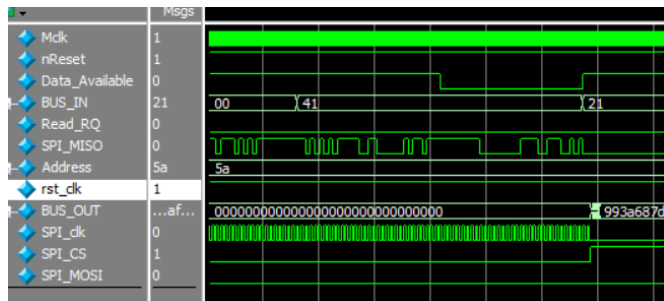 Msgs
Mclk 1
nReset 1
Data_Available 0
BUS_IN 21 00 41 21
Read_RQ 0
SPI_MISO 0
Address 5a 5a
rst_clk 1
BUS_OUT ...af... 00000000000000000000000000000000 993a687d
SPI_clk 0
SPI_CS 1
SPI_MOSI 0